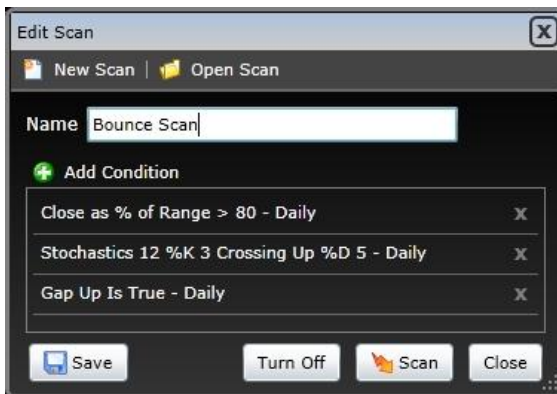 Edit Scan X
New Scan | Open Scan
Name Bounce Scan
Add Condition
Close as % of Range > 80 - Daily x
Stochastics 12 %K 3 Crossing Up %D 5 - Daily x
Gap Up Is True - Daily x
Save Turn Off Scan Close